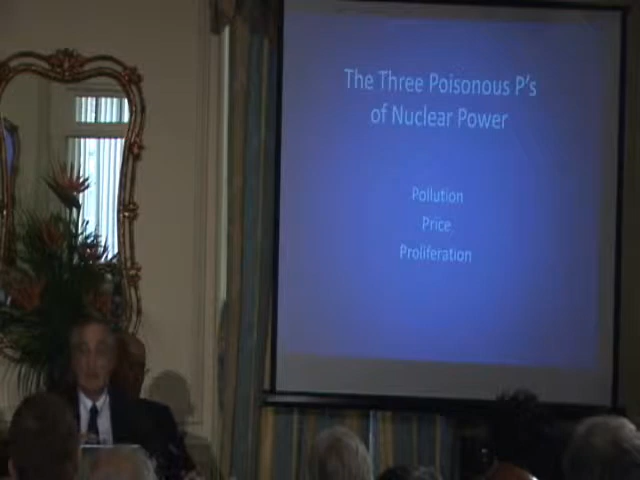 The Three Poisonous P's
of Nuclear Power
Pollution
Price
Proliferation